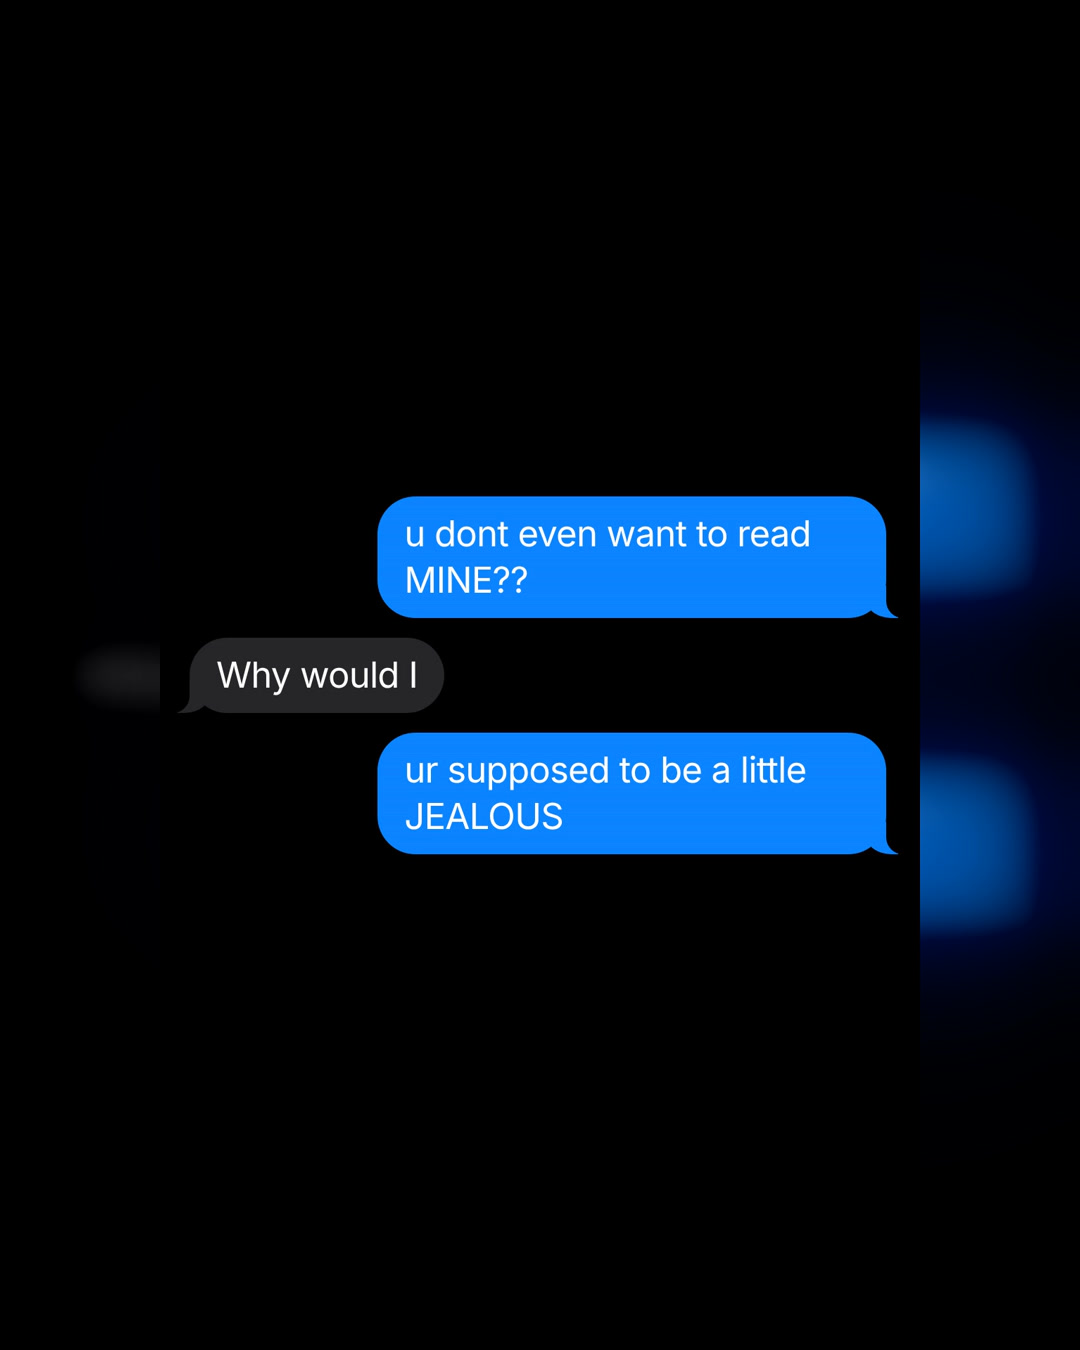 u dont even want to read
MINE??
Why would I
ur supposed to be a little
JEALOUS